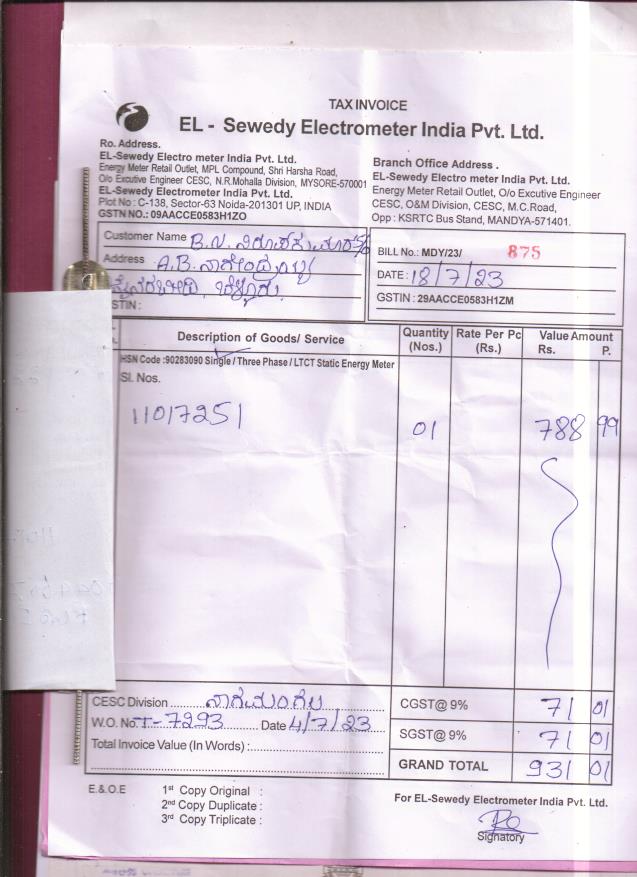 TAX INVOICE
EL - Sewedy Electrometer India Pvt. Ltd.
Ro. Address.
EL-Sewedy Electro meter India Pvt. Ltd.
Energy Meter Retail Outlet, MPL Compound, Shri Harsha Road,
O/o Excutive Engineer CESC, N.R.Mohalla Division, MYSORE-570001
EL-Sewedy Electrometer India Pvt. Ltd.
Plot No : C-138, Sector-63 Noida-201301 UP, INDIA
GSTN NO.: 09AACCE0583H1ZO
Branch Office Address .
EL-Sewedy Electro meter India Pvt. Ltd.
Energy Meter Retail Outlet, O/o Excutive Engineer
CESC, O&M Division, CESC, M.C.Road,
Opp : KSRTC Bus Stand, MANDYA-571401.
Customer Name B.N. S/o
Address A.B.
STIN :
BILL No.: MDY/23/ 875
DATE : 18/7/23
GSTIN : 29AACCE0583H1ZM
Description of Goods/ Service Quantity (Nos.) Rate Per Pc (Rs.) Value Amount Rs. P.
HSN Code :90283090 Single / Three Phase / LTCT Static Energy Meter
Sl. Nos.
11017251 01 788 99
CESC Division ನಾಗಮಂಗಲ
W.O. No. T-7293 Date 4/7/23
Total Invoice Value (In Words) :
CGST@ 9% 71 01
SGST@ 9% 71 01
GRAND TOTAL 931 01
E.& O.E
1st Copy Original :
2nd Copy Duplicate :
3rd Copy Triplicate :
For EL-Sewedy Electrometer India Pvt. Ltd.
Signatory